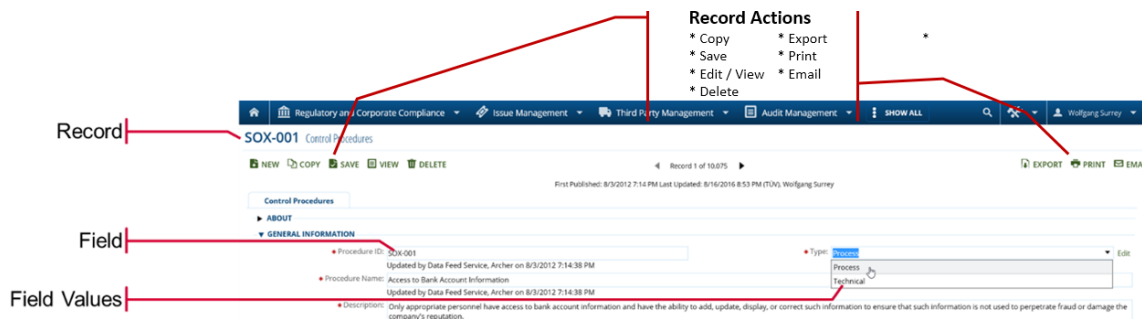 Record Actions
* Copy * Export *
* Save * Print
* Edit / View * Email
* Delete
Regulatory and Corporate Compliance Issue Management Third Party Management Audit Management SHOW ALL Wolfgang Surrey
Record
SOX-001 Control Procedures
NEW COPY SAVE VIEW DELETE Record 1 of 10.075 EXPORT PRINT EMA
First Published: 8/3/2012 7:14 PM Last Updated: 8/16/2016 8:53 PM (TÜV), Wolfgang Surrey
Control Procedures
ABOUT
GENERAL INFORMATION
Field
Procedure ID: SOX-001 Type: Process Edit
Updated by Data Feed Service, Archer on 8/3/2012 7:14:38 PM Process
Procedure Name: Access to Bank Account Information Technical
Updated by Data Feed Service, Archer on 8/3/2012 7:14:38 PM
Field Values
Description: Only appropriate personnel have access to bank account information and have the ability to add, update, display, or correct such information to ensure that such information is not used to perpetrate fraud or damage the
company's reputation.